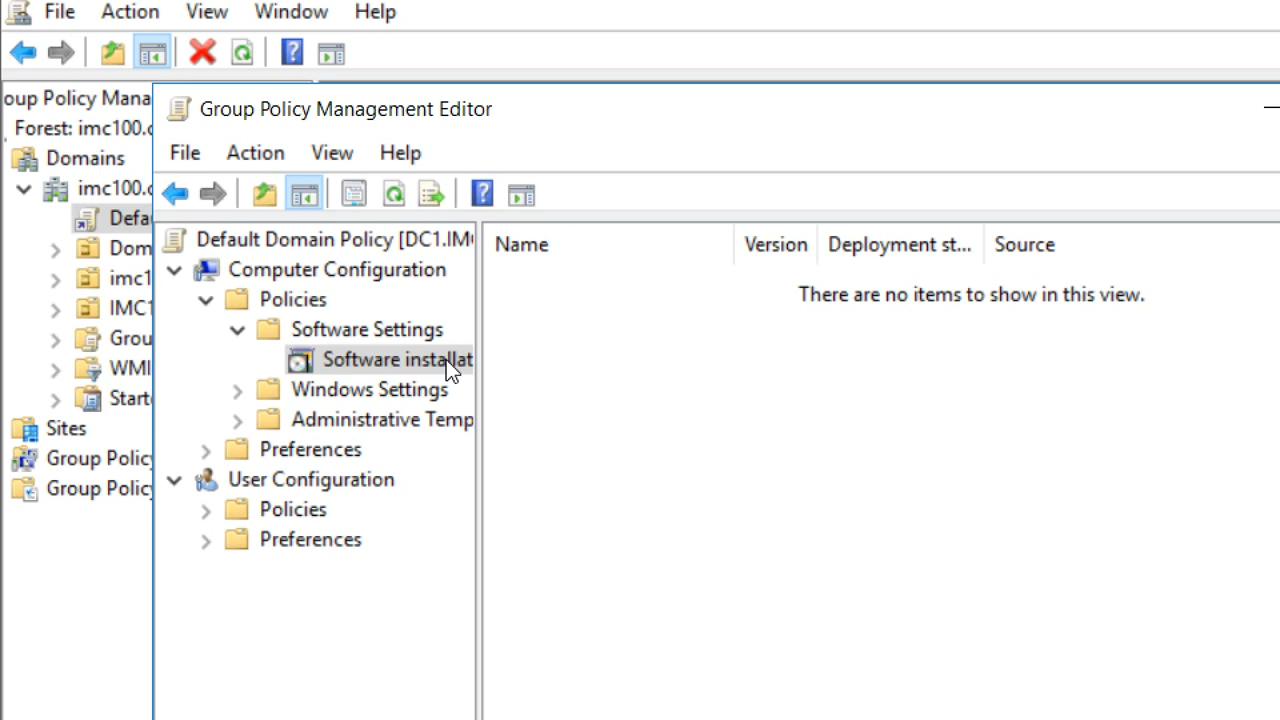 File Action View Window Help
oup Policy Mana
Forest: imc100.c
Domains
imc100.c
Defau
Dom
imc1
IMC1
Grou
WMI
Starte
Sites
Group Policy
Group Policy
Group Policy Management Editor
File Action View Help
Default Domain Policy [DC1.IM
Computer Configuration
Policies
Software Settings
Software installat
Windows Settings
Administrative Temp
Preferences
User Configuration
Policies
Preferences
Name Version Deployment st... Source
There are no items to show in this view.